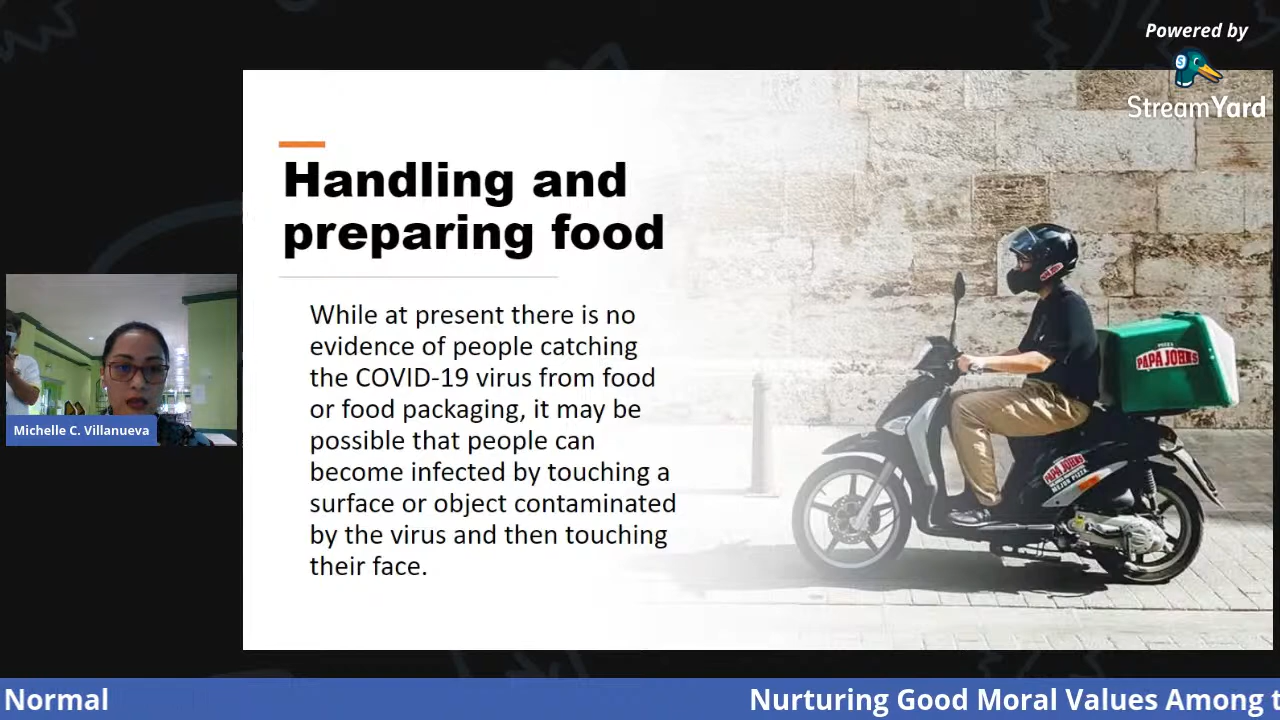 Powered by
StreamYard
Handling and
preparing food
While at present there is no
evidence of people catching
the COVID-19 virus from food
or food packaging, it may be
possible that people can
become infected by touching a
surface or object contaminated
by the virus and then touching
their face.
PIZZA
PAPA JOHNS
PAPA JOHNS
Michelle C. Villanueva
Normal
Nurturing Good Moral Values Among t